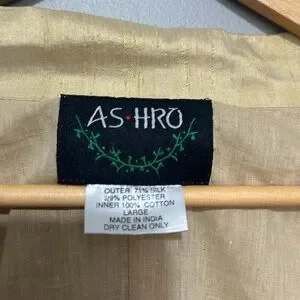 AS·HRO
OUTER 71% SILK
29% POLYESTER
INNER 100% COTTON
LARGE
MADE IN INDIA
DRY CLEAN ONLY